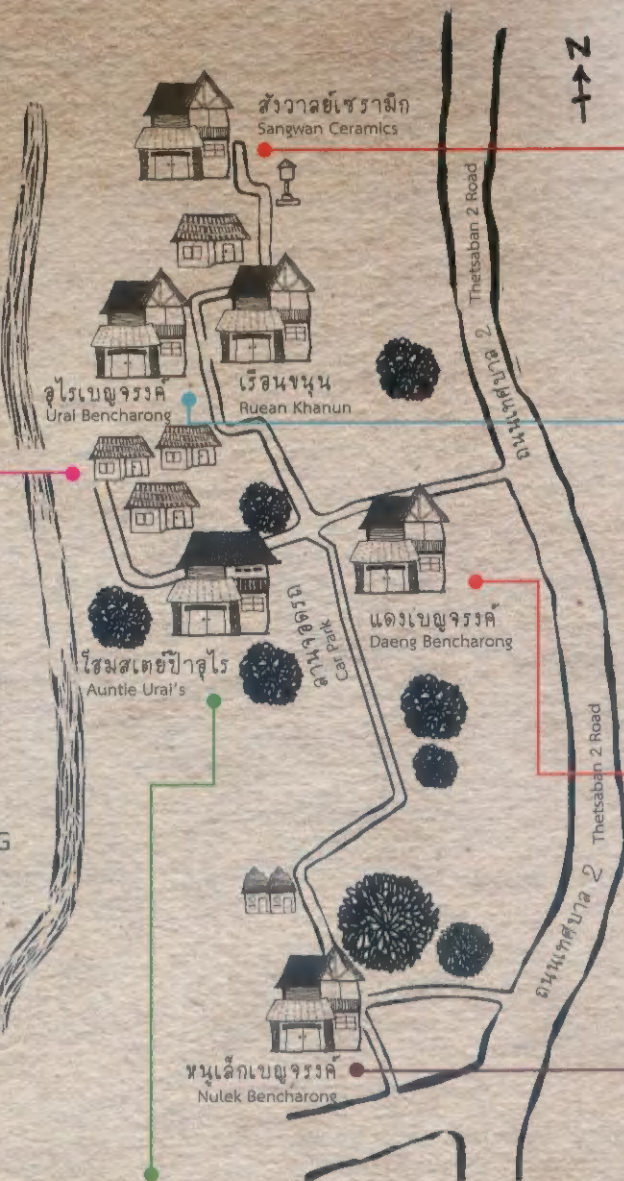 N
สังวาลย์เซรามิก
Sangwan Ceramics
Thetsaban 2 Road
ถนนเทศบาล 2
อุไรเบญจรงค์
Urai Bencharong
เรือนขนุน
Ruean Khanun
แดงเบญจรงค์
Daeng Bencharong
ลานจอดรถ
Car Park
โฮมสเตย์ป้าอุไร
Auntie Urai's
G
Thetsaban 2 Road
ถนนเทศบาล 2
หนูเล็กเบญจรงค์
Nulek Bencharong